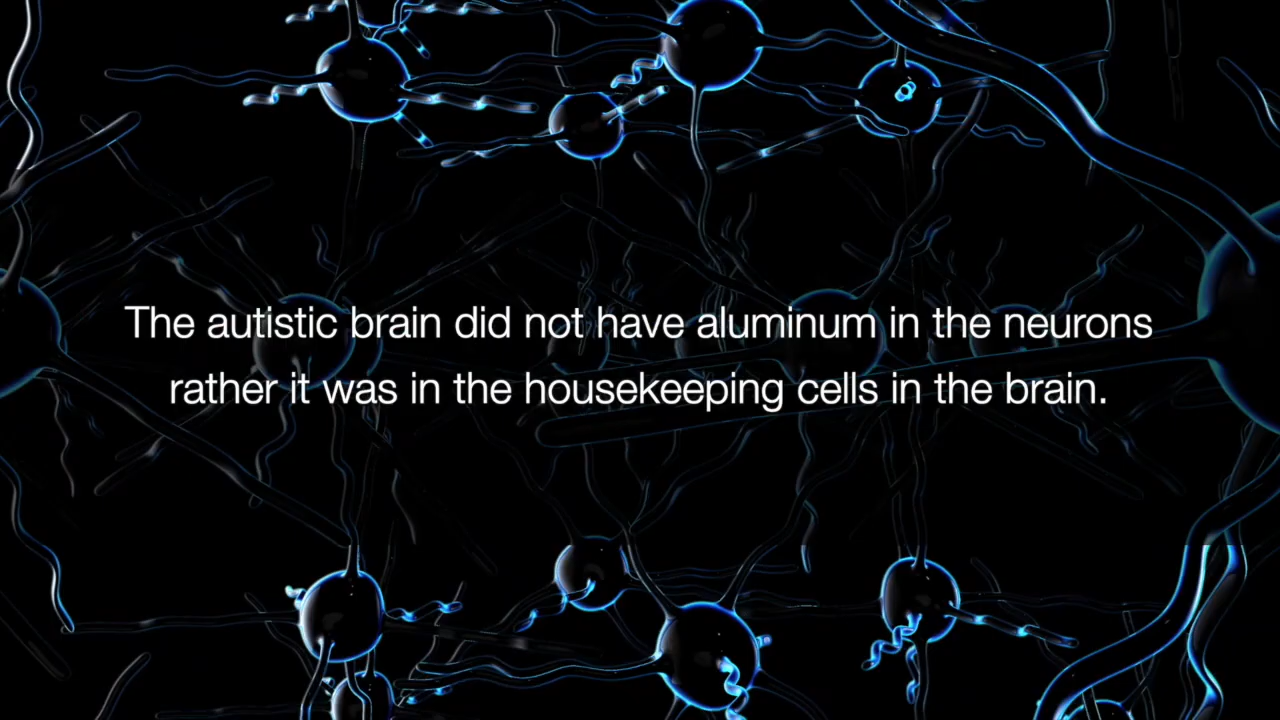 The autistic brain did not have aluminum in the neurons
rather it was in the housekeeping cells in the brain.